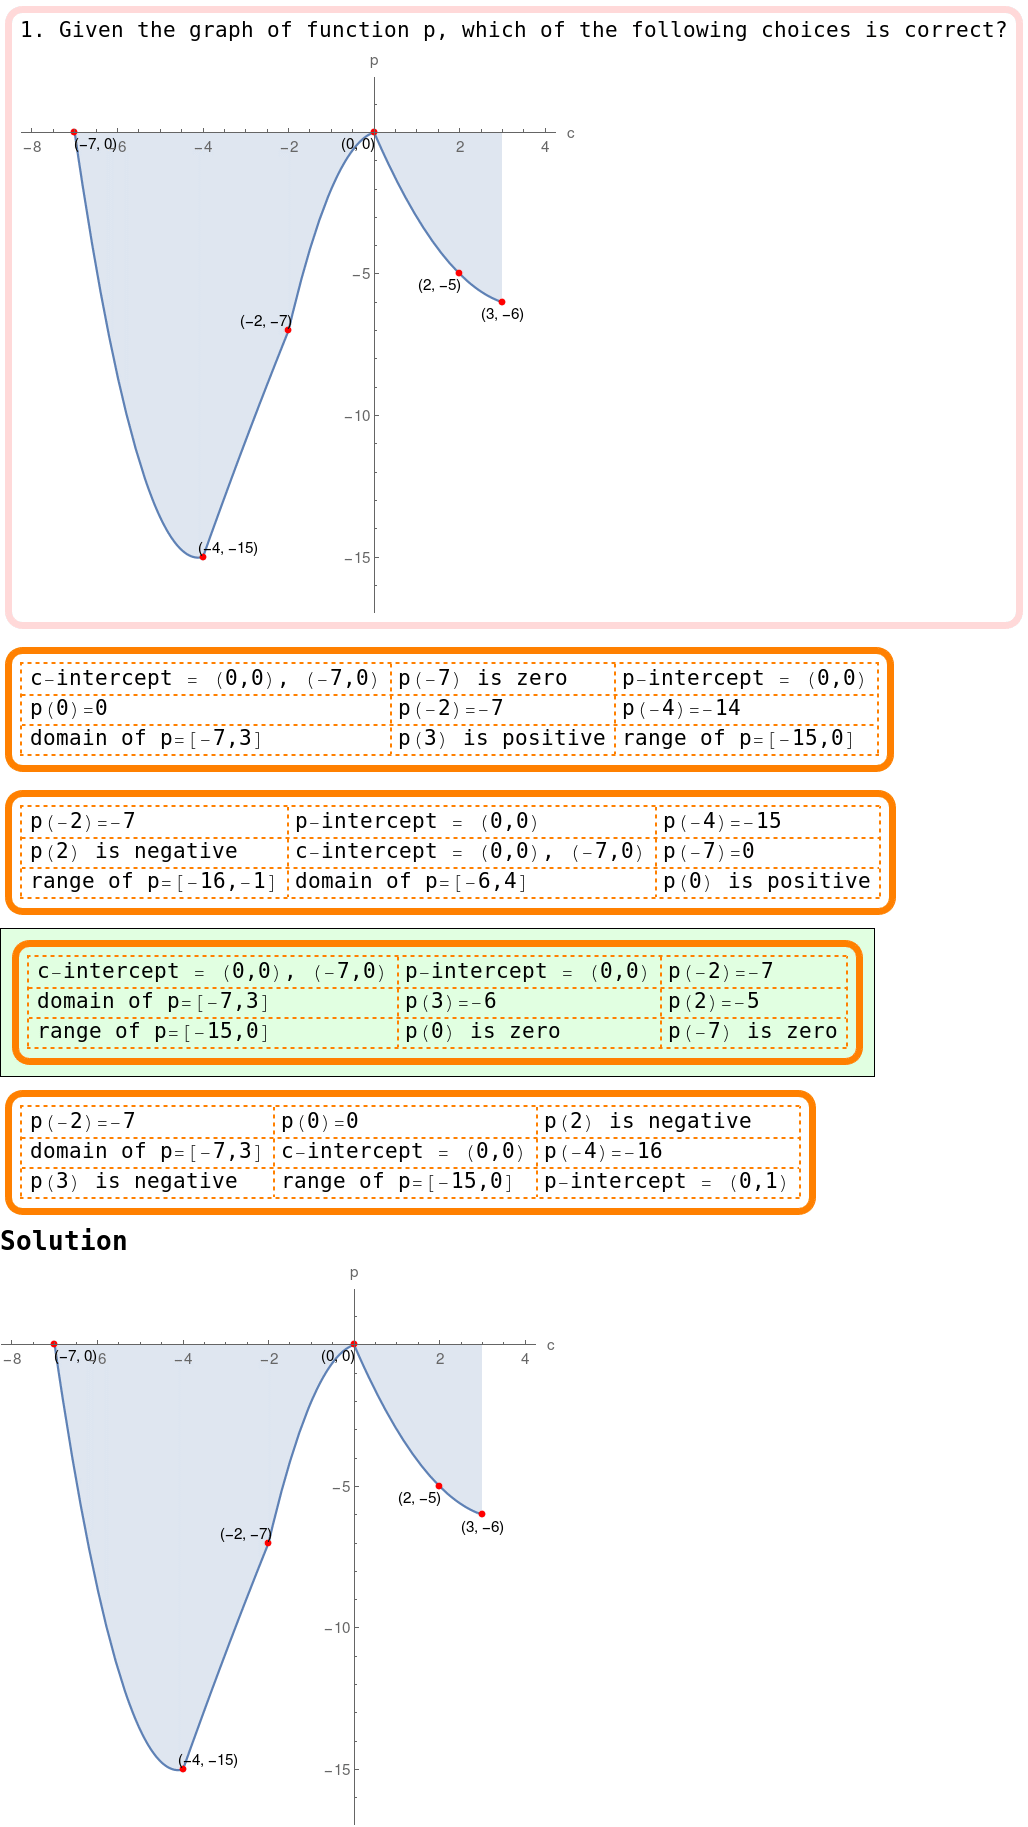 1. Given the graph of function p, which of the following choices is correct?
p
c
−8 (−7, 0) −6 −4 −2 (0, 0) 2 4
−5
(2, −5)
(3, −6)
(−2, −7)
−10
(−4, −15)
−15
c-intercept = (0,0), (-7,0) p(-7) is zero p-intercept = (0,0)
p(0)=0 p(-2)=-7 p(-4)=-14
domain of p=[-7,3] p(3) is positive range of p=[-15,0]
p(-2)=-7 p-intercept = (0,0) p(-4)=-15
p(2) is negative c-intercept = (0,0), (-7,0) p(-7)=0
range of p=[-16,-1] domain of p=[-6,4] p(0) is positive
c-intercept = (0,0), (-7,0) p-intercept = (0,0) p(-2)=-7
domain of p=[-7,3] p(3)=-6 p(2)=-5
range of p=[-15,0] p(0) is zero p(-7) is zero
p(-2)=-7 p(0)=0 p(2) is negative
domain of p=[-7,3] c-intercept = (0,0) p(-4)=-16
p(3) is negative range of p=[-15,0] p-intercept = (0,1)
Solution
p
c
−8 (−7, 0) −6 −4 −2 (0, 0) 2 4
−5
(2, −5)
(3, −6)
(−2, −7)
−10
(−4, −15)
−15